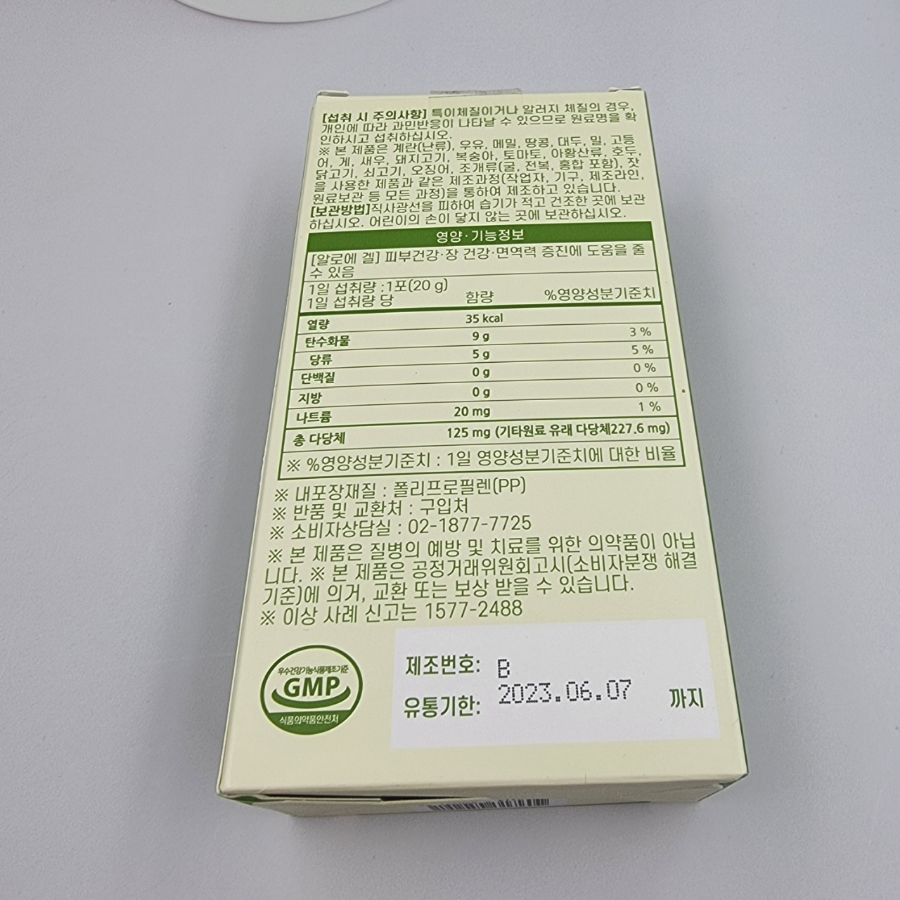 [섭취 시 주의사항] 특이체질이거나 알러지 체질의 경우,
개인에 따라 과민반응이 나타날 수 있으므로 원료명을 확
인하시고 섭취하십시오.
※ 본 제품은 계란(난류), 우유, 메밀, 땅콩, 대두, 밀, 고등
어, 게, 새우, 돼지고기, 복숭아, 토마토, 아황산류, 호두,
닭고기, 쇠고기, 오징어, 조개류(굴, 전복, 홍합 포함), 잣
을 사용한 제품과 같은 제조과정(작업자, 기구, 제조라인,
원료보관 등 모든 과정)을 통하여 제조하고 있습니다.
[보관방법]직사광선을 피하여 습기가 적고 건조한 곳에 보관
하십시오. 어린이의 손이 닿지 않는 곳에 보관하십시오.
영양·기능정보
[알로에 겔] 피부건강·장 건강·면역력 증진에 도움을 줄
수 있음
1일 섭취량 :1포(20 g)
1일 섭취량 당 함량 %영양성분기준치
열량 35 kcal
탄수화물 9 g 3 %
당류 5 g 5 %
단백질 0 g 0 %
지방 0 g 0 %
나트륨 20 mg 1 %
총 다당체 125 mg (기타원료 유래 다당체227.6 mg)
※ %영양성분기준치 : 1일 영양성분기준치에 대한 비율
※ 내포장재질 : 폴리프로필렌(PP)
※ 반품 및 교환처 : 구입처
※ 소비자상담실 : 02-1877-7725
※ 본 제품은 질병의 예방 및 치료를 위한 의약품이 아닙
니다. ※ 본 제품은 공정거래위원회고시(소비자분쟁 해결
기준)에 의거, 교환 또는 보상 받을 수 있습니다.
※ 이상 사례 신고는 1577-2488
우수건강기능식품제조기준
GMP
식품의약품안전처
제조번호: B
유통기한: 2023.06.07 까지